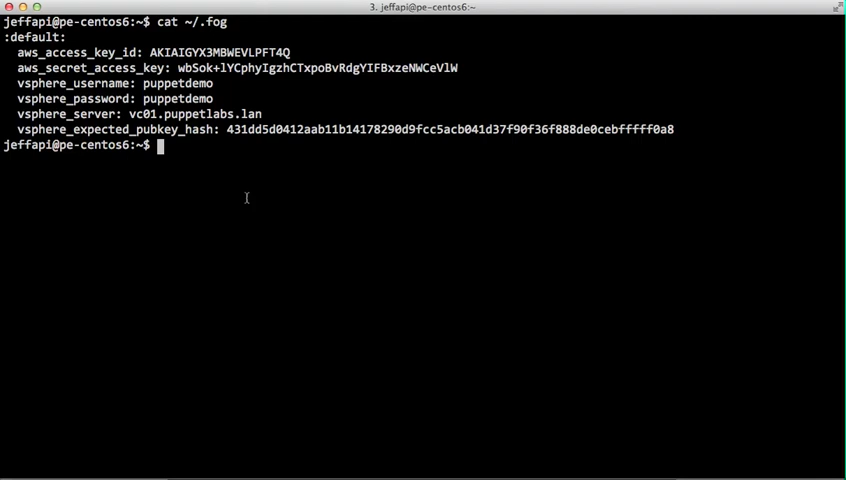 3. jeffapi@pe-centos6:~
jeffapi@pe-centos6:~$ cat ~/.fog
:default:
aws_access_key_id: AKIAIGYX3MBWEVLPFT4Q
aws_secret_access_key: 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
vsphere_username: puppetdemo
vsphere_password: puppetdemo
vsphere_server: vc01.puppetlabs.lan
vsphere_expected_pubkey_hash: 431dd5d0412aab11b14178290d9fcc5acb041d37f90f36f888de0cebfffff0a8
jeffapi@pe-centos6:~$